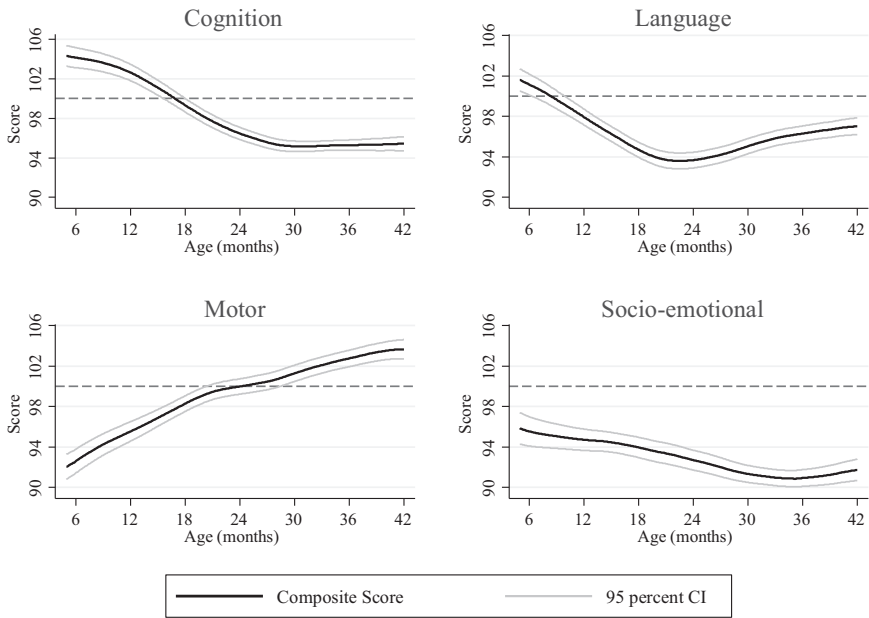 Cognition
Language
Score
106
102
98
94
90
6 12 18 24 30 36 42
Age (months)
Score
106
102
98
94
90
6 12 18 24 30 36 42
Age (months)
Motor
Socio-emotional
Score
106
102
98
94
90
6 12 18 24 30 36 42
Age (months)
Score
106
102
98
94
90
6 12 18 24 30 36 42
Age (months)
Composite Score
95 percent CI